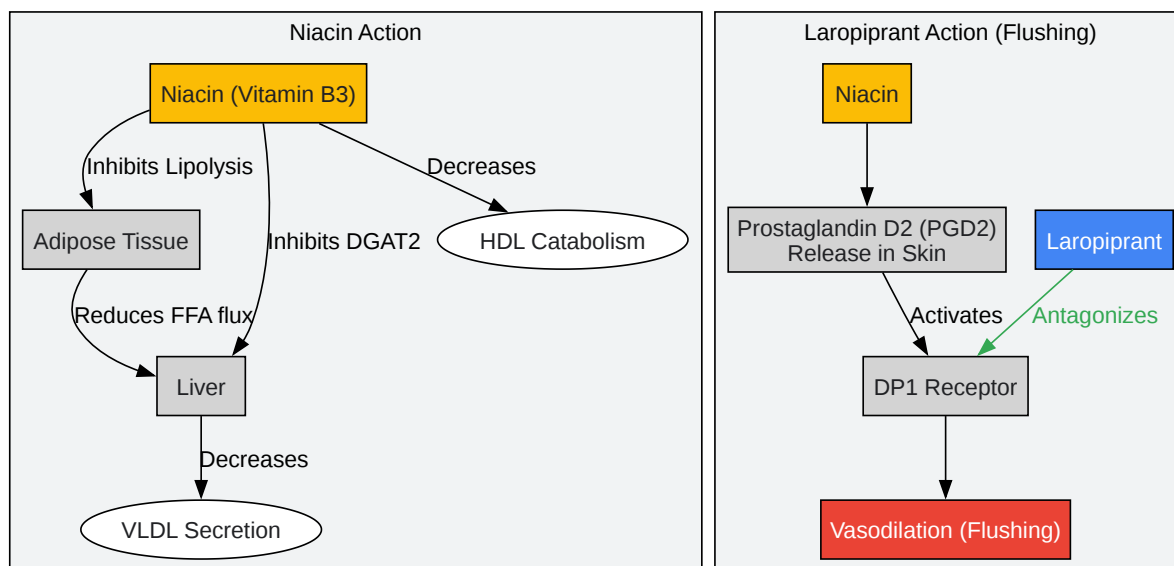 Niacin Action
Niacin (Vitamin B3)
Inhibits Lipolysis
Decreases
Adipose Tissue
Inhibits DGAT2
HDL Catabolism
Reduces FFA flux
Liver
Decreases
VLDL Secretion
Laropiprant Action (Flushing)
Niacin
Prostaglandin D2 (PGD2)
Release in Skin
Laropiprant
Activates
Antagonizes
DP1 Receptor
Vasodilation (Flushing)